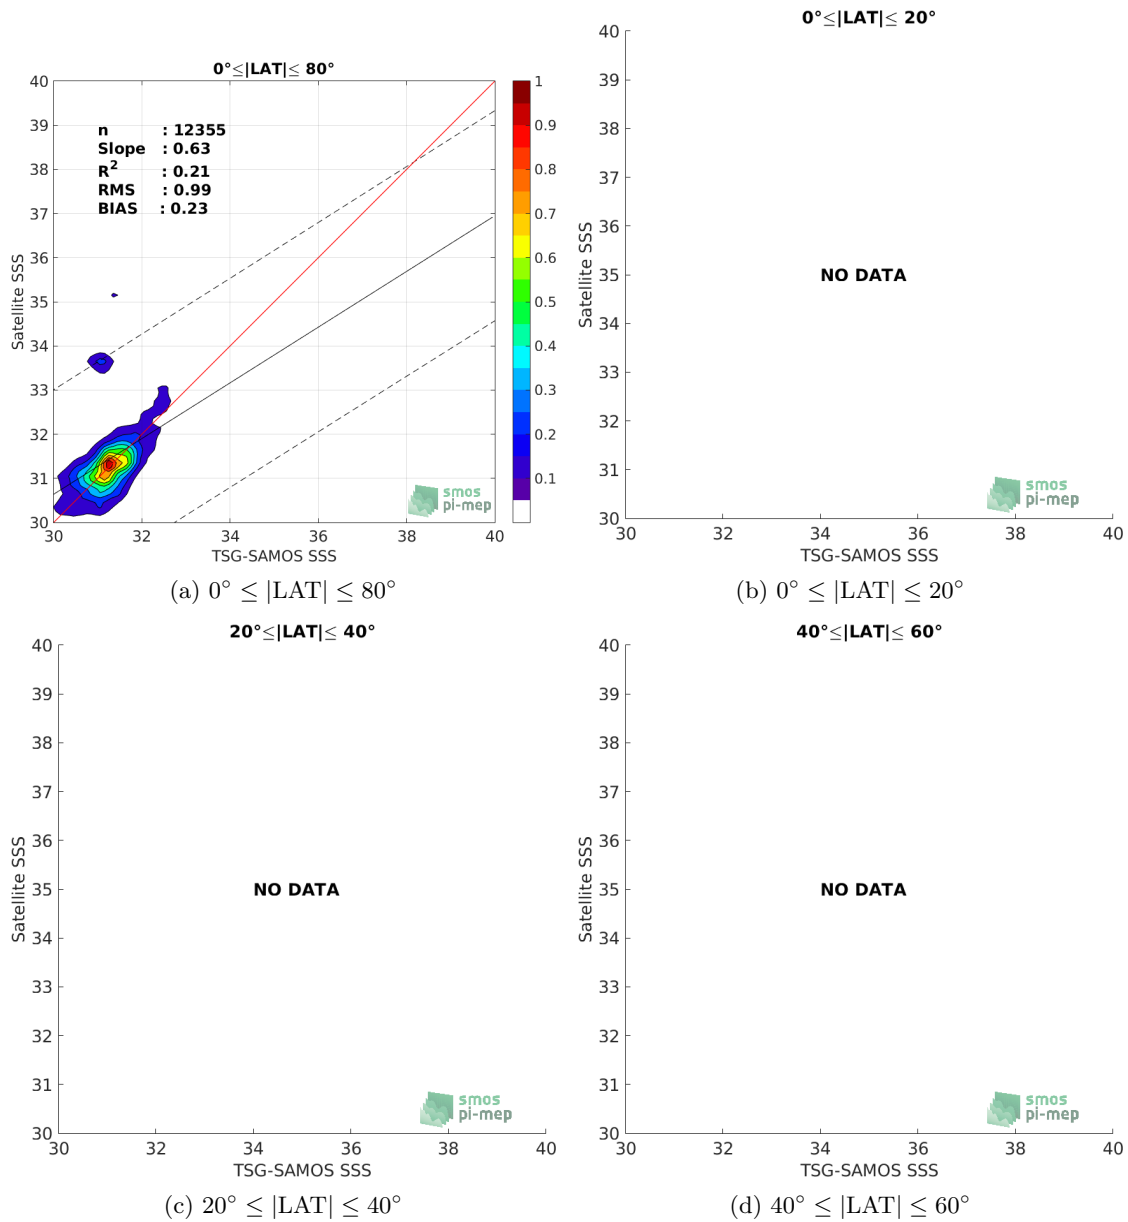 0°≤|LAT|≤ 80°
40
39
38
37
36
35
34
33
32
31
30
Satellite SSS
n : 12355
Slope : 0.63
R2 : 0.21
RMS : 0.99
BIAS : 0.23
smos
pi-mep
30 32 34 36 38 40
TSG-SAMOS SSS
1
0.9
0.8
0.7
0.6
0.5
0.4
0.3
0.2
0.1
(a) 0° ≤ |LAT| ≤ 80°
0°≤|LAT|≤ 20°
40
39
38
37
36
35
34
33
32
31
30
Satellite SSS
NO DATA
smos
pi-mep
30 32 34 36 38 40
TSG-SAMOS SSS
(b) 0° ≤ |LAT| ≤ 20°
20°≤|LAT|≤ 40°
40
39
38
37
36
35
34
33
32
31
30
Satellite SSS
NO DATA
smos
pi-mep
30 32 34 36 38 40
TSG-SAMOS SSS
(c) 20° ≤ |LAT| ≤ 40°
40°≤|LAT|≤ 60°
40
39
38
37
36
35
34
33
32
31
30
Satellite SSS
NO DATA
smos
pi-mep
30 32 34 36 38 40
TSG-SAMOS SSS
(d) 40° ≤ |LAT| ≤ 60°